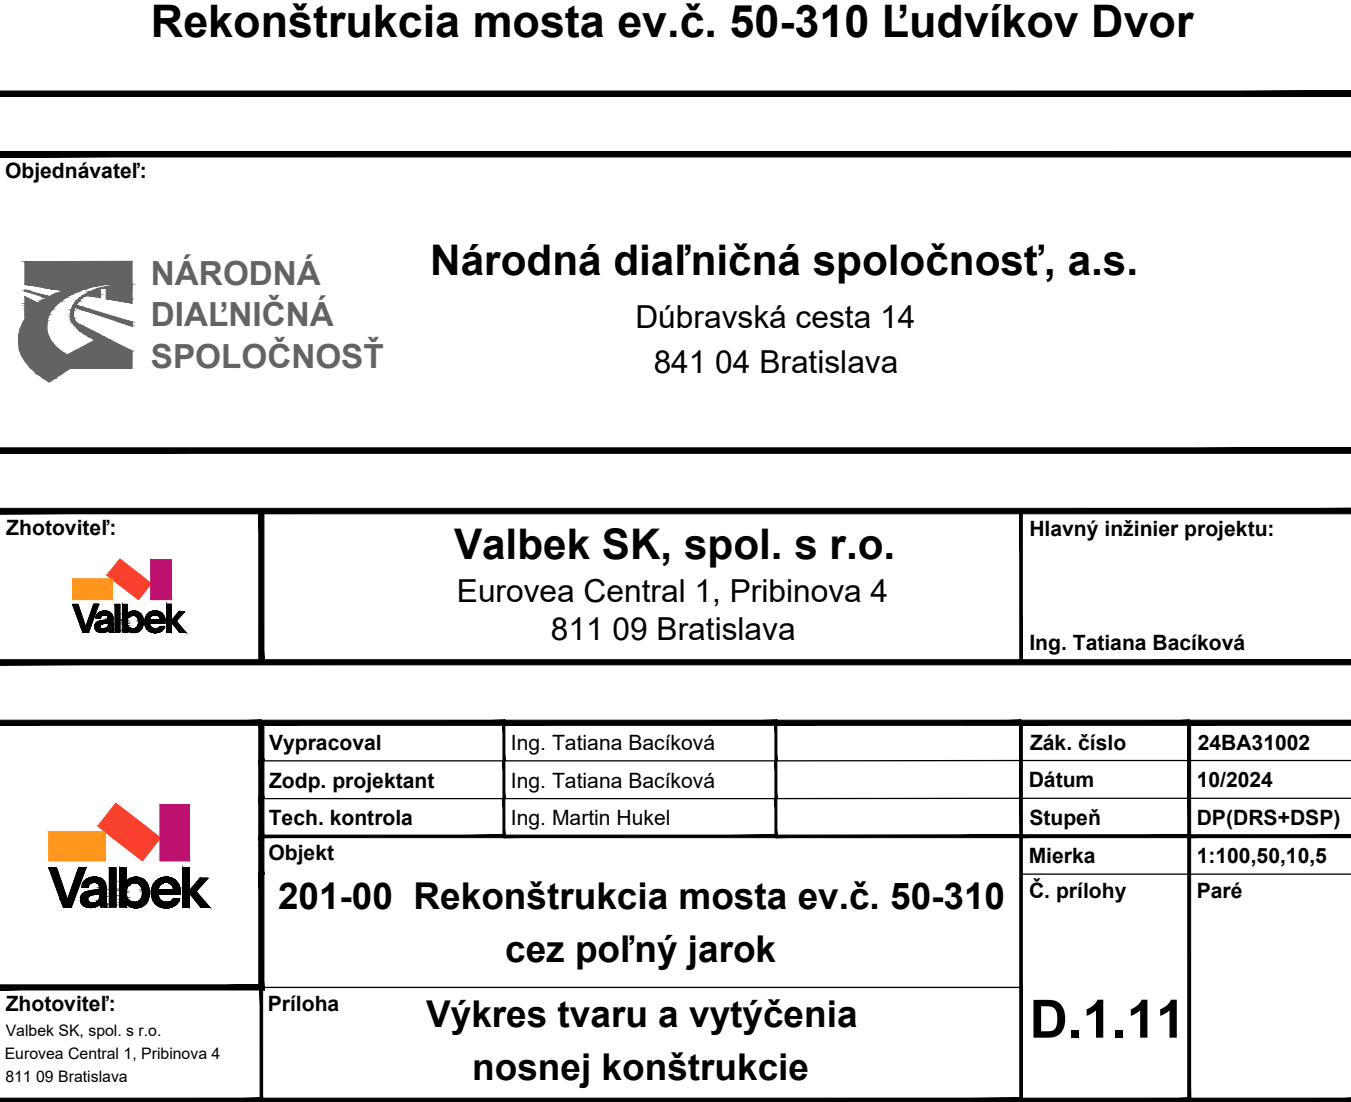 Rekonštrukcia mosta ev.č. 50-310 Ľudvíkov Dvor
Objednávateľ:
NÁRODNÁ
DIAĽNIČNÁ
SPOLOČNOSŤ
Národná diaľničná spoločnosť, a.s.
Dúbravská cesta 14
841 04 Bratislava
Zhotoviteľ:
Valbek
Valbek SK, spol. s r.o.
Eurovea Central 1, Pribinova 4
811 09 Bratislava
Hlavný inžinier projektu:
Ing. Tatiana Bacíková
Valbek
Vypracoval Ing. Tatiana Bacíková Zák. číslo 24BA31002
Zodp. projektant Ing. Tatiana Bacíková Dátum 10/2024
Tech. kontrola Ing. Martin Hukel Stupeň DP(DRS+DSP)
Objekt Mierka 1:100,50,10,5
201-00 Rekonštrukcia mosta ev.č. 50-310
cez poľný jarok
Č. prílohy Paré
Zhotoviteľ:
Valbek SK, spol. s r.o.
Eurovea Central 1, Pribinova 4
811 09 Bratislava
Príloha
Výkres tvaru a vytýčenia
nosnej konštrukcie
D.1.11